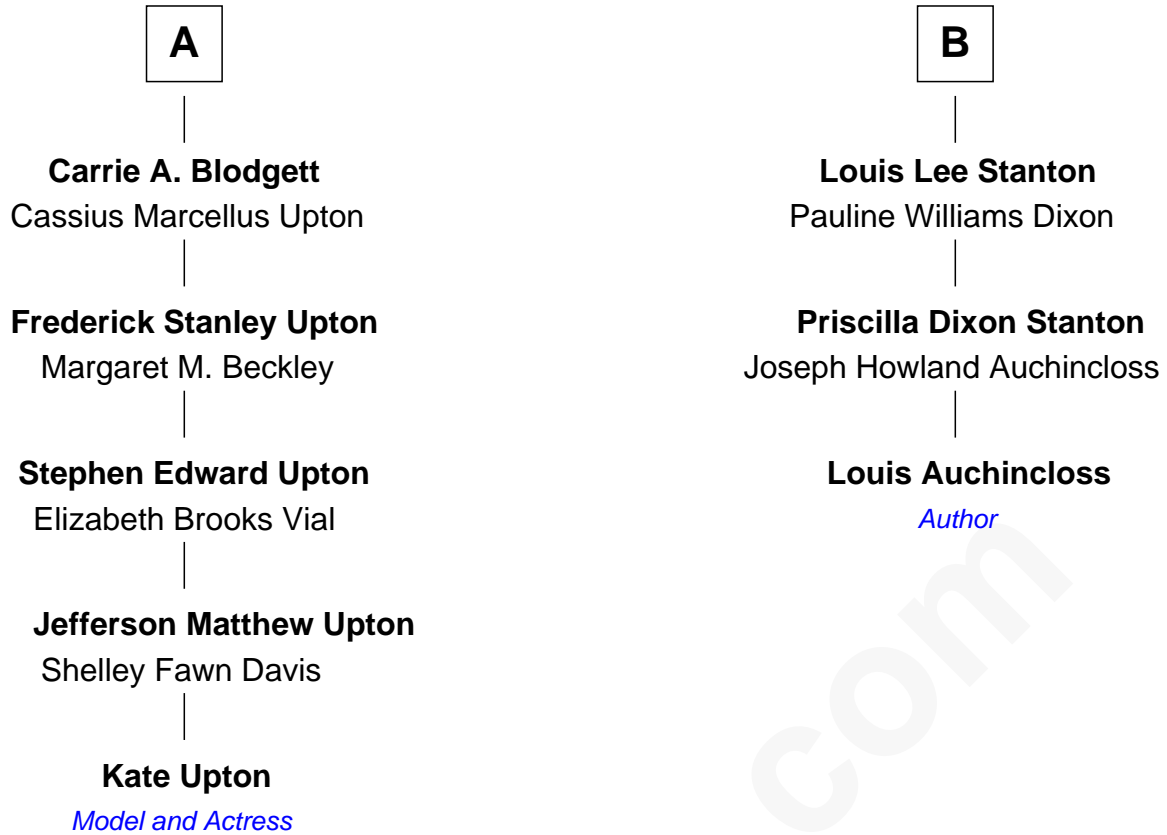 A
Carrie A. Blodgett
Cassius Marcellus Upton
Frederick Stanley Upton
Margaret M. Beckley
Stephen Edward Upton
Elizabeth Brooks Vial
Jefferson Matthew Upton
Shelley Fawn Davis
Kate Upton
Model and Actress
B
Louis Lee Stanton
Pauline Williams Dixon
Priscilla Dixon Stanton
Joseph Howland Auchincloss
Louis Auchincloss
Author
com